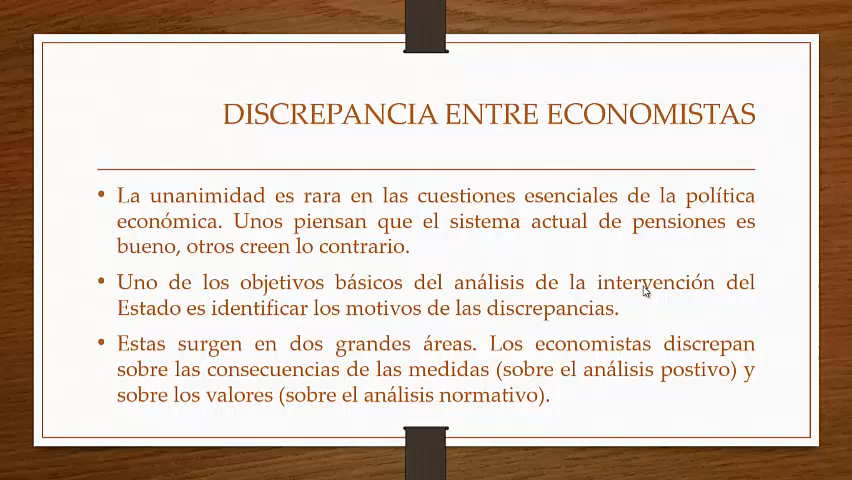 DISCREPANCIA ENTRE ECONOMISTAS
• La unanimidad es rara en las cuestiones esenciales de la política
económica. Unos piensan que el sistema actual de pensiones es
bueno, otros creen lo contrario.
• Uno de los objetivos básicos del análisis de la intervención del
Estado es identificar los motivos de las discrepancias.
• Estas surgen en dos grandes áreas. Los economistas discrepan
sobre las consecuencias de las medidas (sobre el análisis postivo) y
sobre los valores (sobre el análisis normativo).